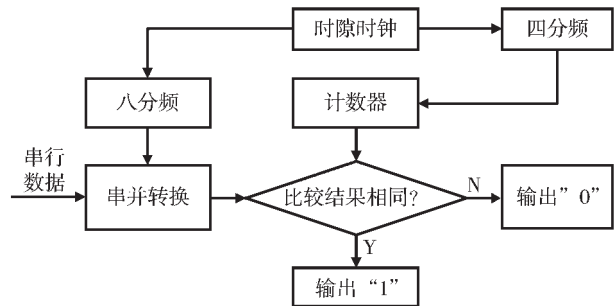 时隙时钟
四分频
八分频
计数器
串行
数据
串并转换
比较结果相同?
N
输出”0”
Y
输出“1”